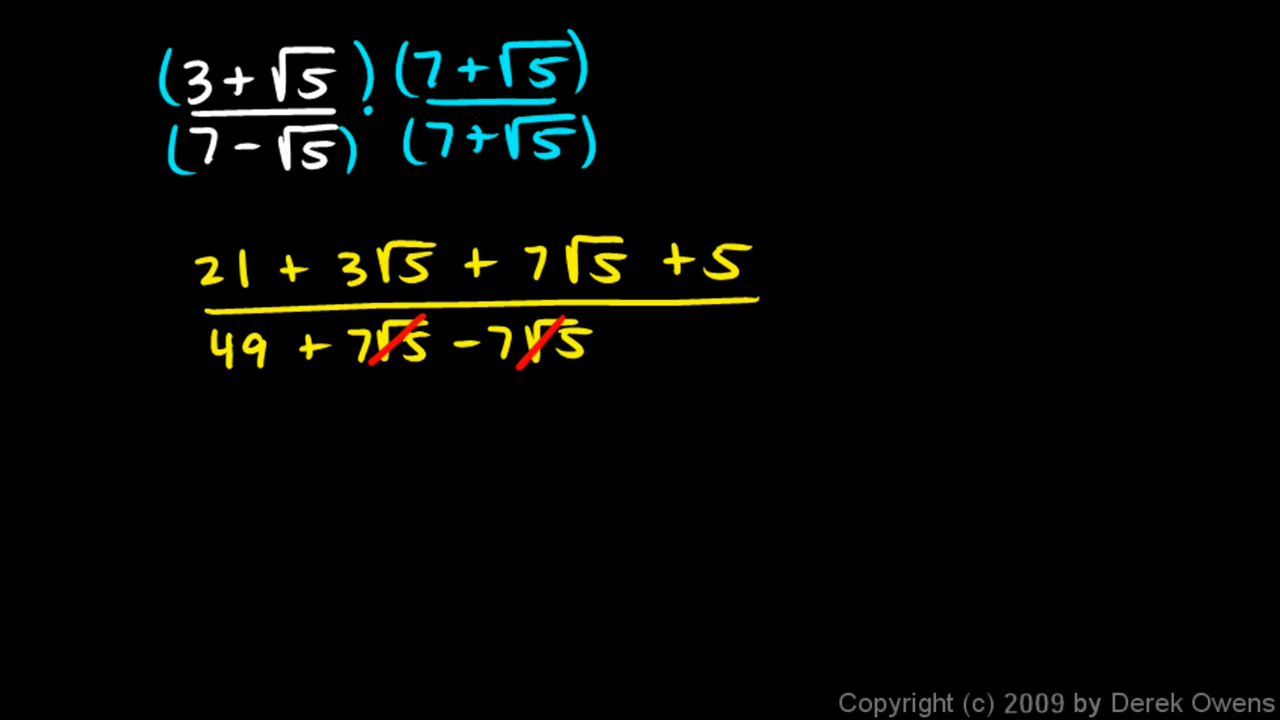 (3 + √5) · (7 + √5)
(7 - √5) (7 + √5)
21 + 3√5 + 7√5 + 5
49 + 7√5 - 7√5
Copyright (c) 2009 by Derek Owens